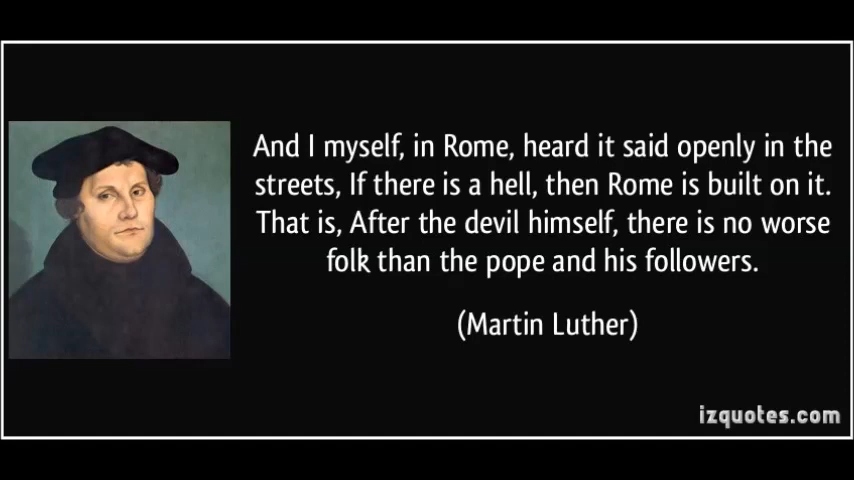 And I myself, in Rome, heard it said openly in the
streets, If there is a hell, then Rome is built on it.
That is, After the devil himself, there is no worse
folk than the pope and his followers.
(Martin Luther)
izquotes.com